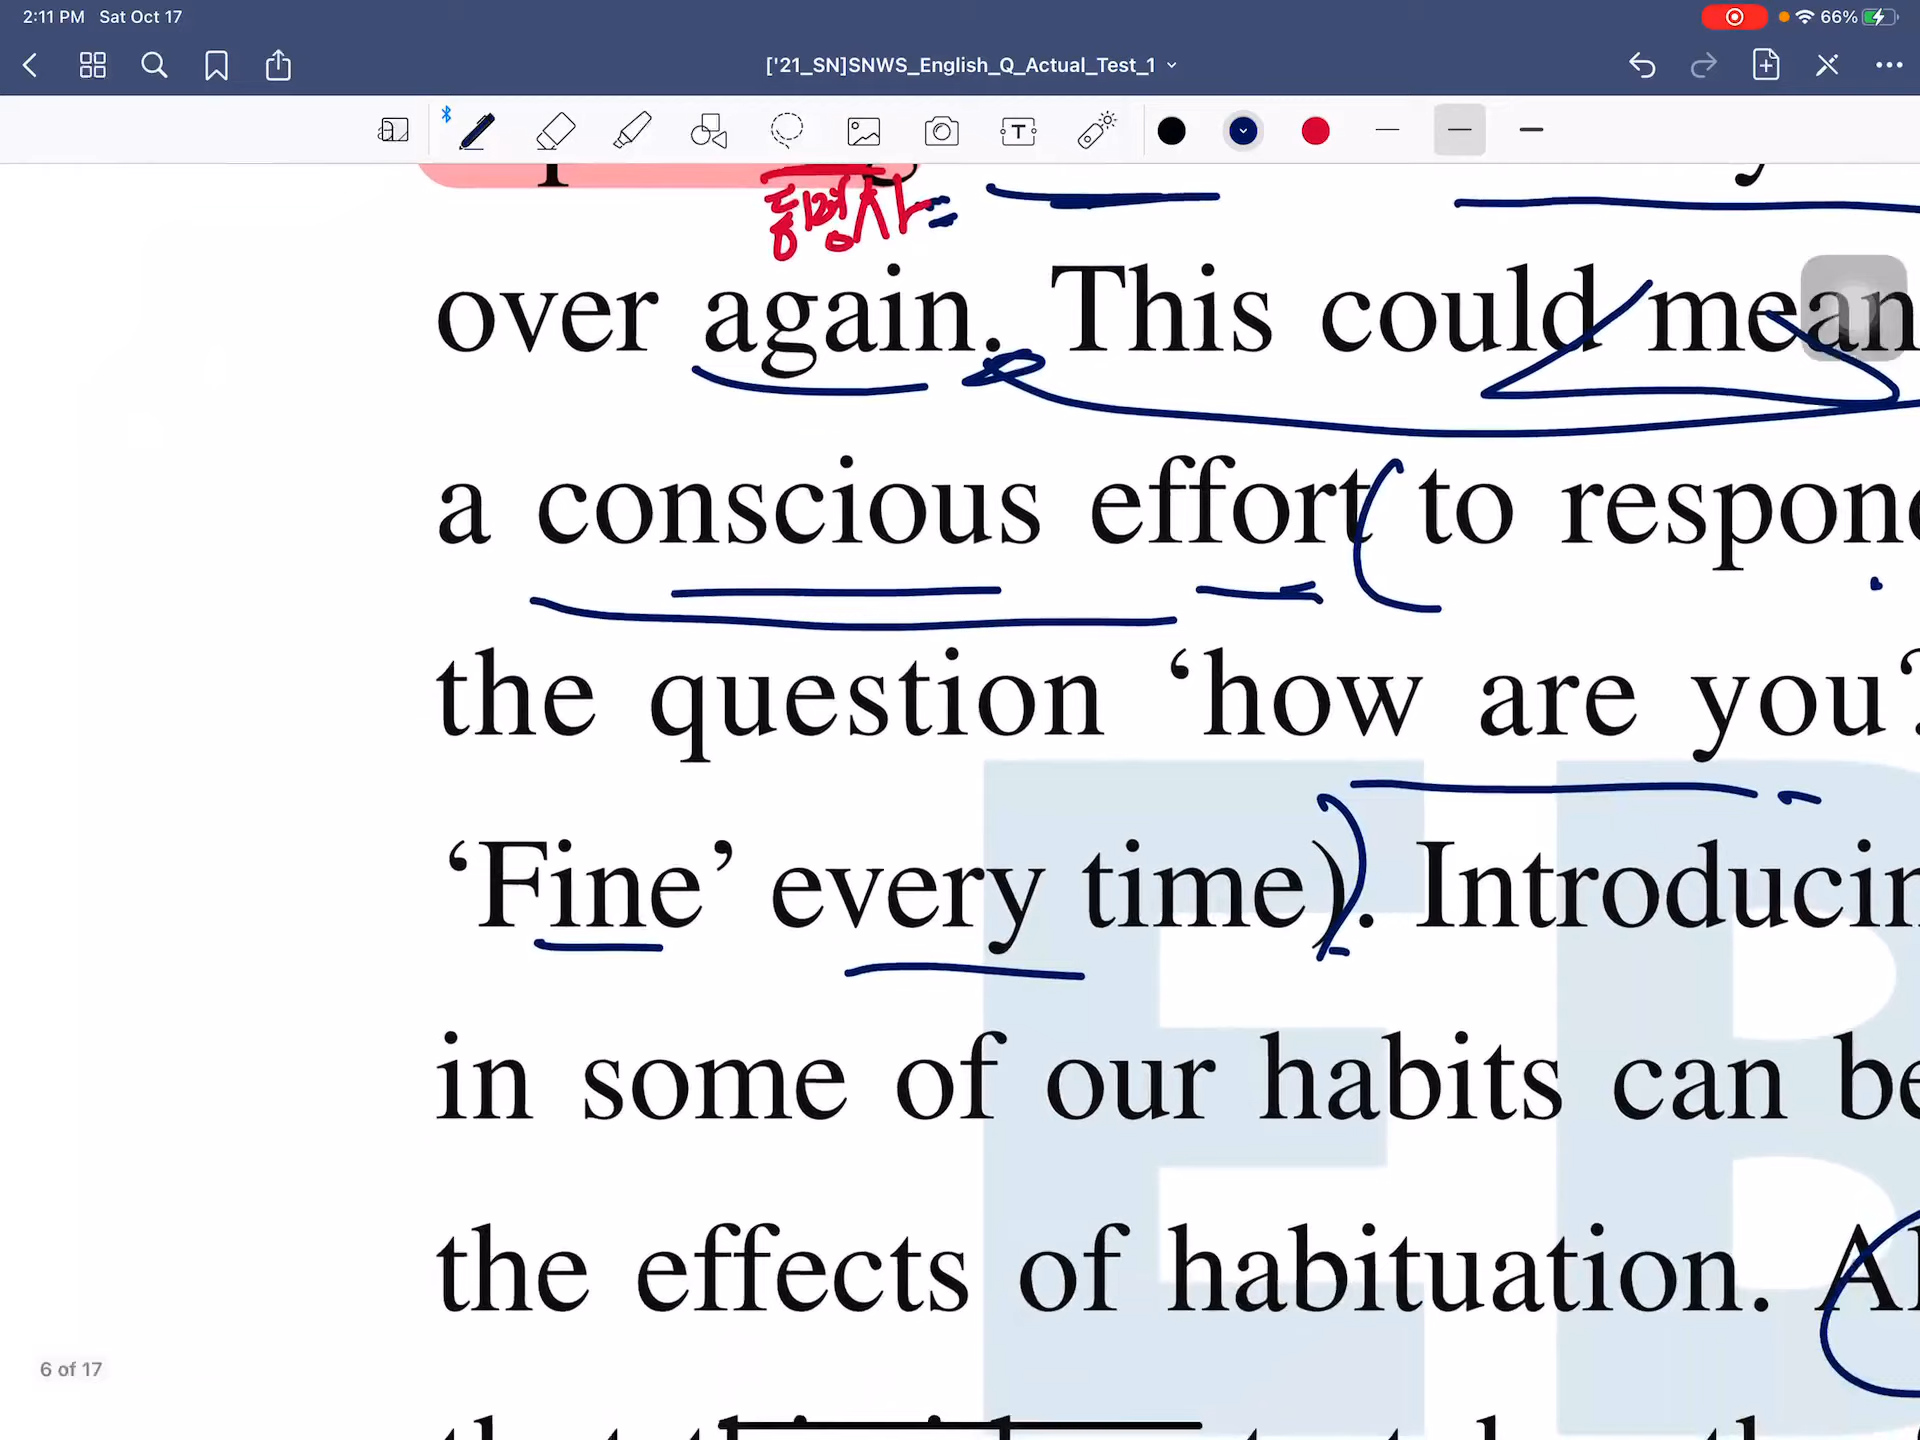 2:11 PM Sat Oct 17
66%
['21_SN]SNWS_English_Q_Actual_Test_1
동명사
over again. This could mean
a conscious effort to respon
the question ‘how are you?
‘Fine’ every time). Introducin
in some of our habits can be
the effects of habituation. Al
6 of 17